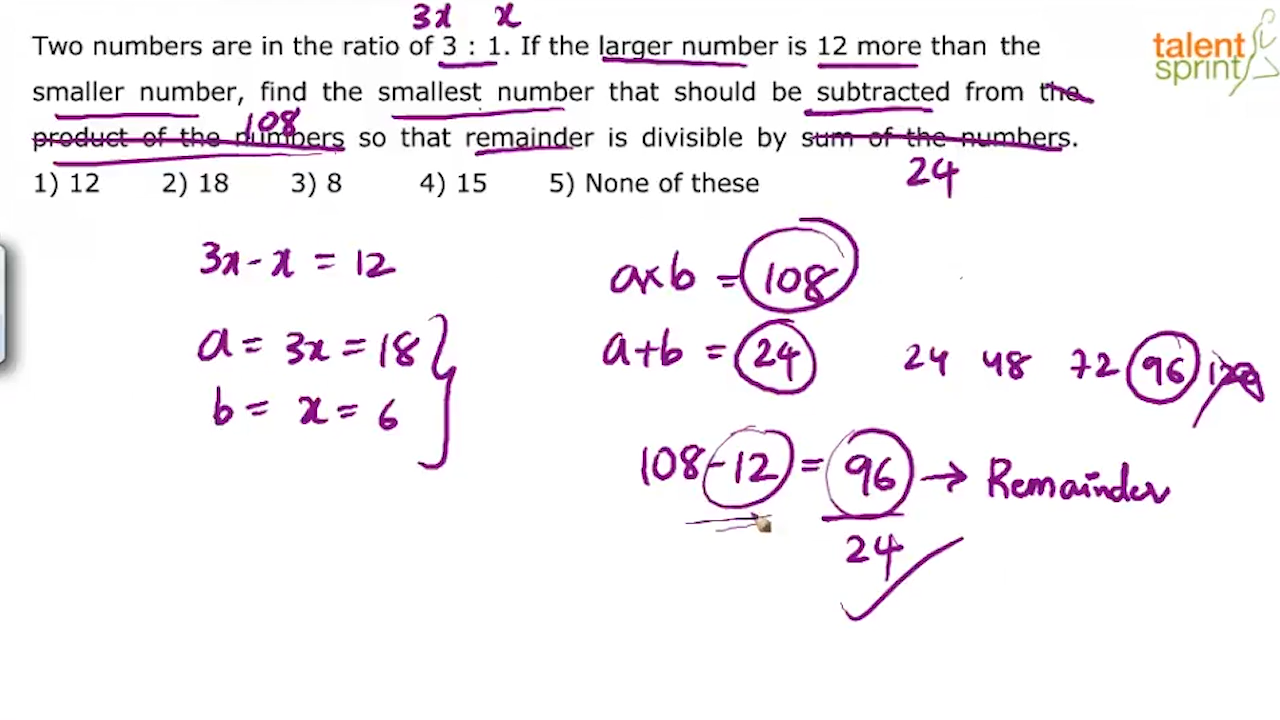 3x x
Two numbers are in the ratio of 3 : 1. If the larger number is 12 more than the
smaller number, find the smallest number that should be subtracted from the
108
product of the numbers so that remainder is divisible by sum of the numbers.
24
1) 12 2) 18 3) 8 4) 15 5) None of these
talent
sprint
3x - x = 12
a = 3x = 18
b = x = 6
a×b = 108
a+b = 24
24 48 72 96
108 - 12 = 96 → Remainder
24